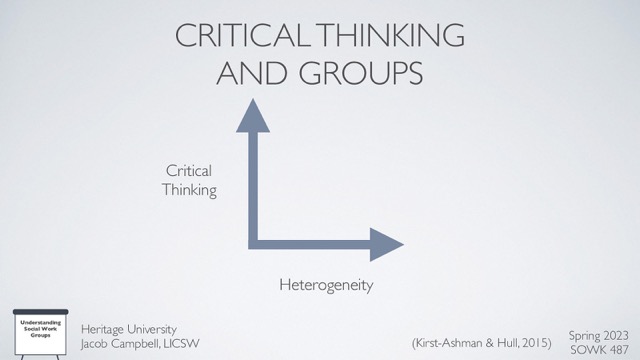 CRITICAL THINKING
AND GROUPS
Critical
Thinking
Heterogeneity
Understanding
Social Work
Groups
Heritage University
Jacob Campbell, LICSW
(Kirst-Ashman & Hull, 2015)
Spring 2023
SOWK 487